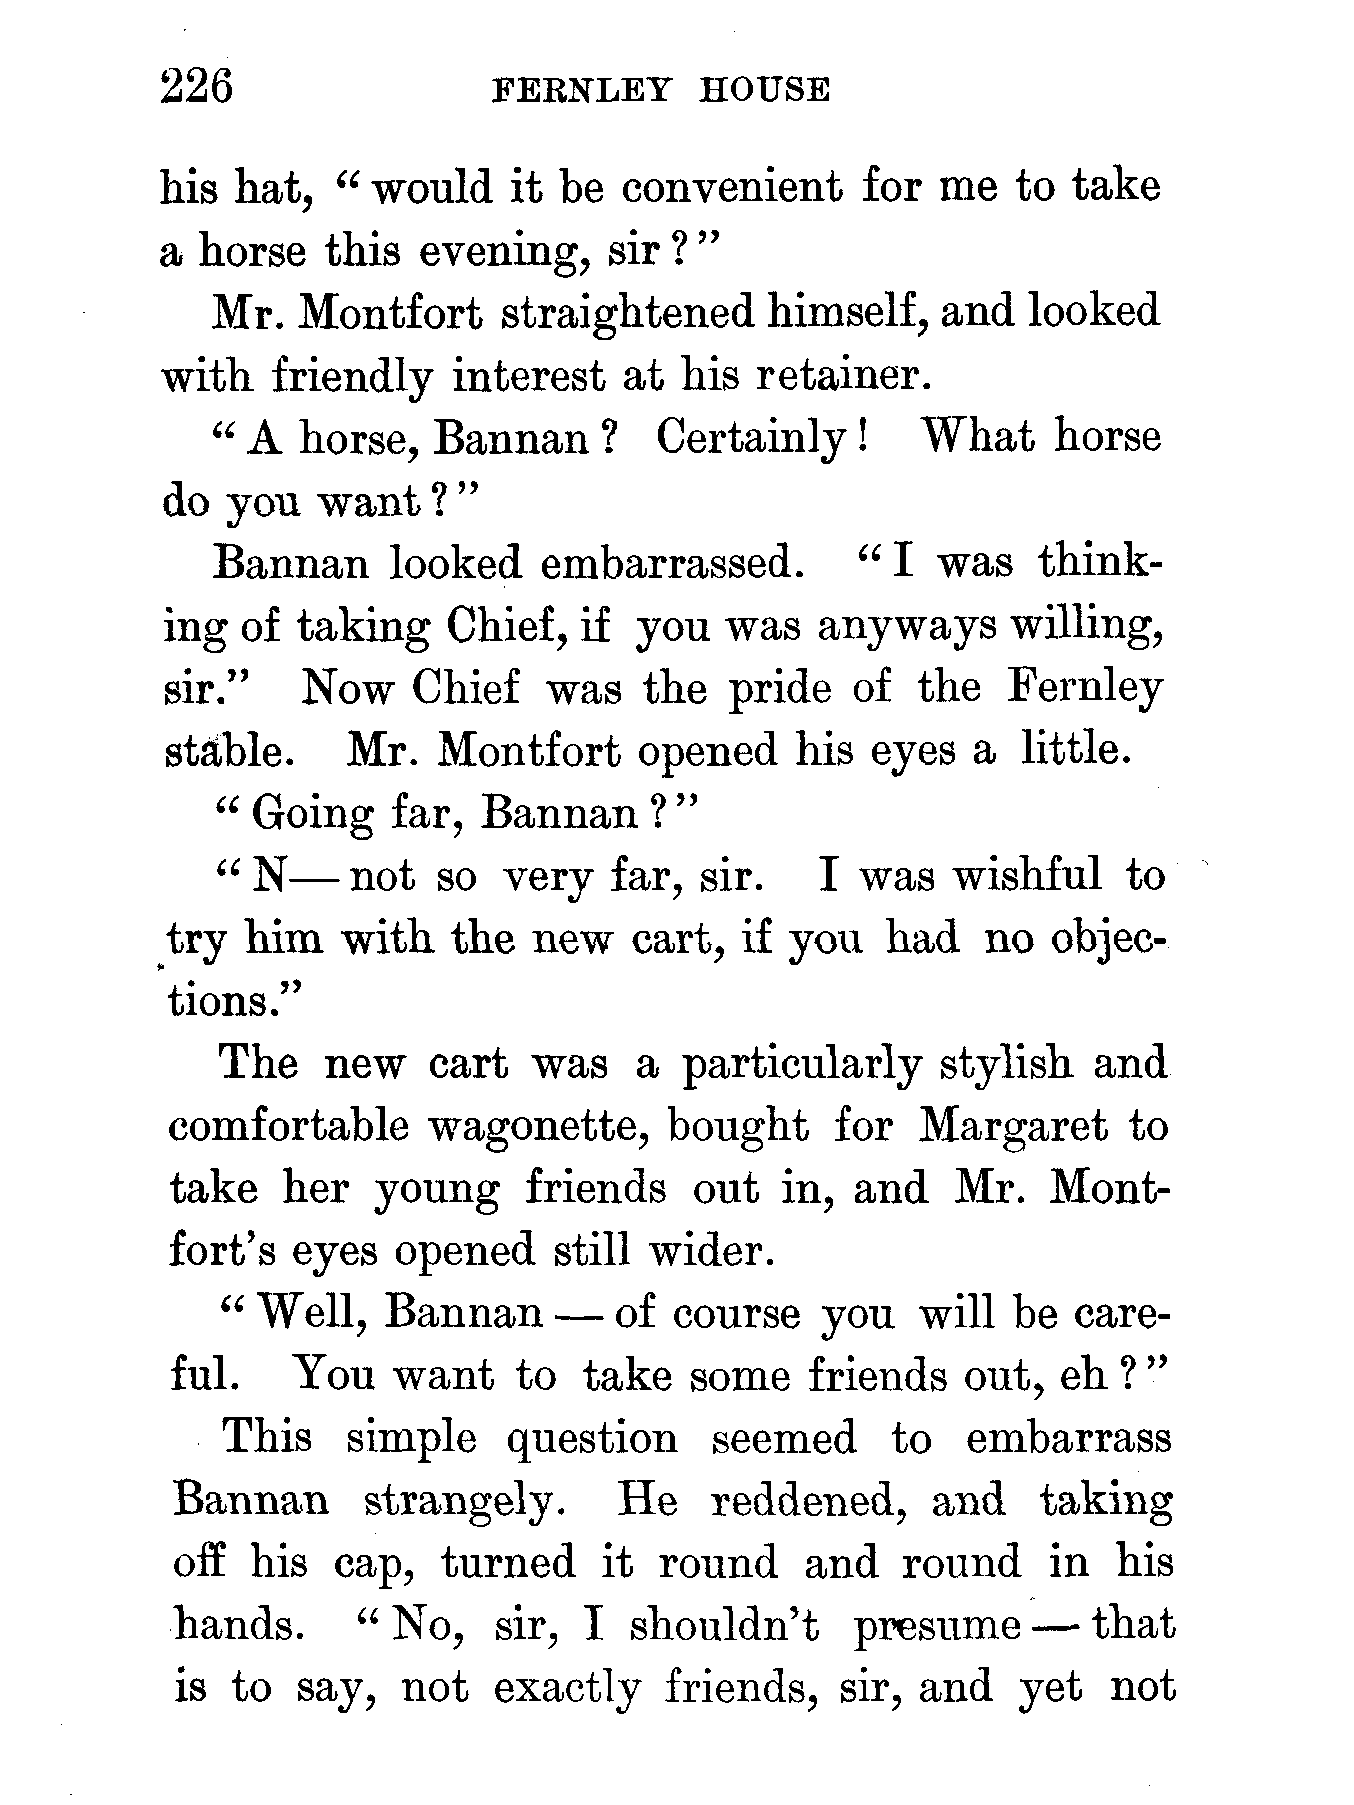 226 FERNLEY HOUSE
his hat, “ would it be convenient for me to take
a horse this evening, sir ? ”
Mr. Montfort straightened himself, and looked
with friendly interest at his retainer.
“ A horse, Bannan ? Certainly ! What horse
do you want ? ”
Bannan looked embarrassed. “ I was think-
ing of taking Chief, if you was anyways willing,
sir.” Now Chief was the pride of the Fernley
stable. Mr. Montfort opened his eyes a little.
“ Going far, Bannan ? ”
“ N— not so very far, sir. I was wishful to
try him with the new cart, if you had no objec-
tions.”
The new cart was a particularly stylish and
comfortable wagonette, bought for Margaret to
take her young friends out in, and Mr. Mont-
fort’s eyes opened still wider.
“ Well, Bannan — of course you will be care-
ful. You want to take some friends out, eh ? ”
This simple question seemed to embarrass
Bannan strangely. He reddened, and taking
off his cap, turned it round and round in his
hands. “ No, sir, I shouldn’t presume — that
is to say, not exactly friends, sir, and yet not